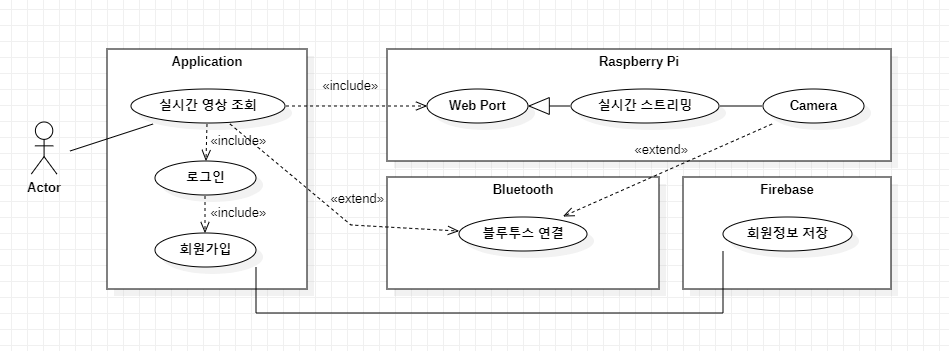 Application
실시간 영상 조회
«include»
로그인
«include»
회원가입
Actor
«include»
«extend»
Raspberry Pi
Web Port
실시간 스트리밍
Camera
«extend»
Bluetooth
블루투스 연결
Firebase
회원정보 저장